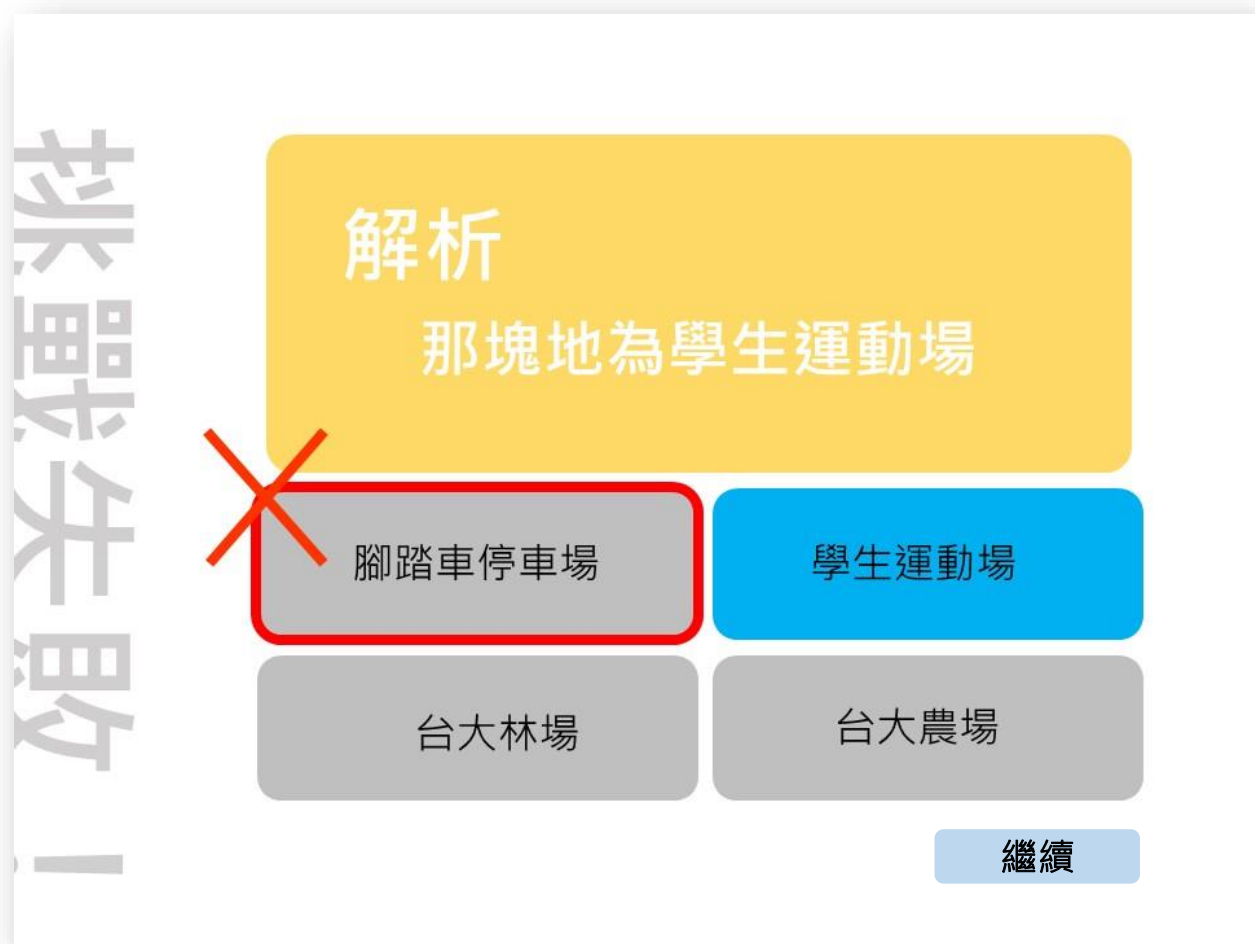 挑戰失敗！
解析
那塊地為學生運動場
腳踏車停車場
學生運動場
台大林場
台大農場
繼續